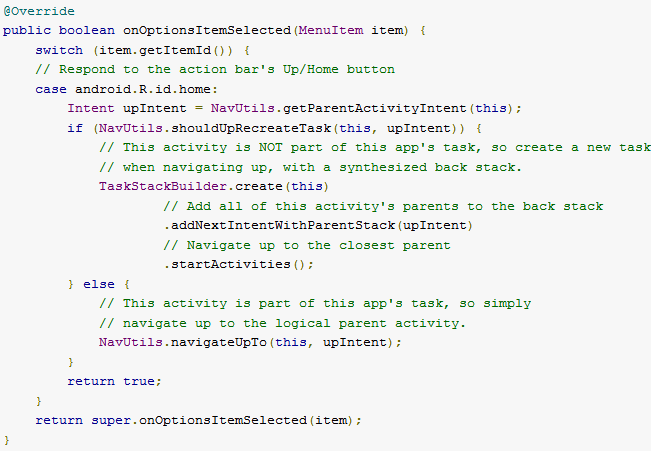 @Override
public boolean onOptionsItemSelected(MenuItem item) {
    switch (item.getItemId()) {
    // Respond to the action bar's Up/Home button
    case android.R.id.home:
        Intent upIntent = NavUtils.getParentActivityIntent(this);
        if (NavUtils.shouldUpRecreateTask(this, upIntent)) {
            // This activity is NOT part of this app's task, so create a new task
            // when navigating up, with a synthesized back stack.
            TaskStackBuilder.create(this)
                    // Add all of this activity's parents to the back stack
                    .addNextIntentWithParentStack(upIntent)
                    // Navigate up to the closest parent
                    .startActivities();
        } else {
            // This activity is part of this app's task, so simply
            // navigate up to the logical parent activity.
            NavUtils.navigateUpTo(this, upIntent);
        }
        return true;
    }
    return super.onOptionsItemSelected(item);
}